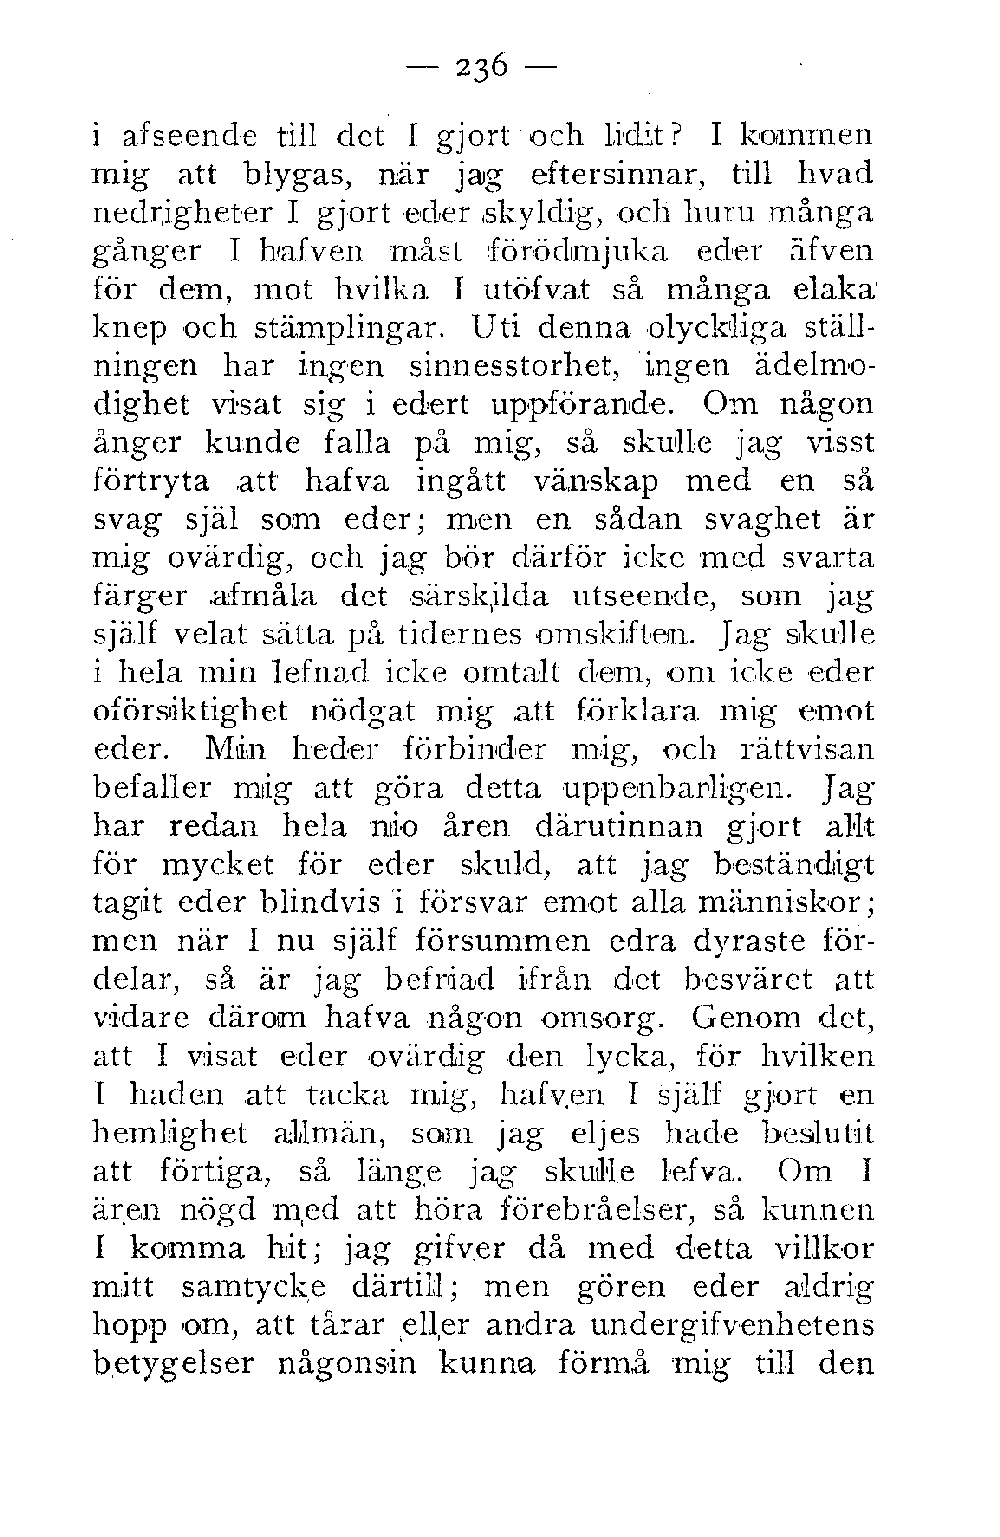 — 236 —
i afseende till det I gjort och lidit? I kommen
mig att blygas, när jag eftersinnar, till hvad
nedrigheter I gjort eder skyldig, och huru många
gånger I hafven måst förödmjuka eder äfven
för dem, mot hvilka I utöfvat så många elaka
knep och stämplingar. Uti denna olyckliga ställ-
ningen har ingen sinnesstorhet, ingen ädelmo-
dighet visat sig i edert uppförande. Om någon
ånger kunde falla på mig, så skulle jag visst
förtryta att hafva ingått vänskap med en så
svag själ som eder; men en sådan svaghet är
mig ovärdig, och jag bör därför icke med svarta
färger afmåla det särskilda utseende, som jag
själf velat sätta på tidernes omskiften. Jag skulle
i hela min lefnad icke omtalt dem, om icke eder
oförsiktighet nödgat mig att förklara mig emot
eder. Min heder förbinder mig, och rättvisan
befaller mig att göra detta uppenbarligen. Jag
har redan hela nio åren därutinnan gjort allt
för mycket för eder skuld, att jag beständigt
tagit eder blindvis i försvar emot alla människor;
men när I nu själf försummen edra dyraste för-
delar, så är jag befriad ifrån det besväret att
vidare därom hafva någon omsorg. Genom det,
att I visat eder ovärdig den lycka, för hvilken
I haden att tacka mig, hafven I själf gjort en
hemlighet allmän, som jag eljes hade beslutit
att förtiga, så länge jag skulle lefva. Om I
ären nögd med att höra förebråelser, så kunnen
I komma hit; jag gifver då med detta villkor
mitt samtycke därtill; men gören eder aldrig
hopp om, att tårar eller andra undergifvenhetens
betygelser någonsin kunna förmå mig till den